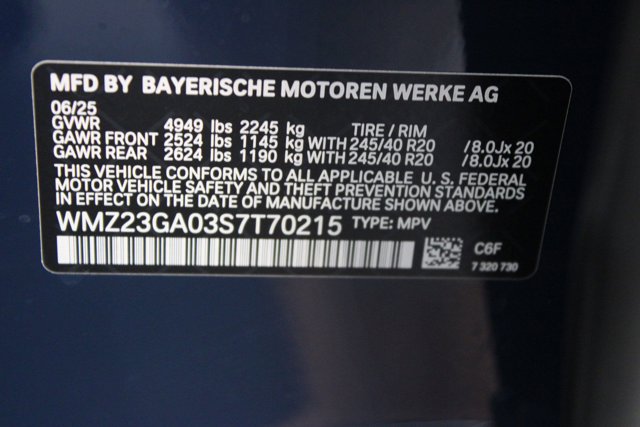 MFD BY BAYERISCHE MOTOREN WERKE AG
06/25
GVWR 4949 lbs 2245 kg TIRE / RIM
GAWR FRONT 2524 lbs 1145 kg WITH 245/40 R20 /8.0Jx 20
GAWR REAR 2624 lbs 1190 kg WITH 245/40 R20 /8.0Jx 20
THIS VEHICLE CONFORMS TO ALL APPLICABLE U. S. FEDERAL
MOTOR VEHICLE SAFETY AND THEFT PREVENTION STANDARDS
IN EFFECT ON THE DATE OF MANUFACTURE SHOWN ABOVE.
WMZ23GA03S7T70215 TYPE: MPV
C6F
7 320 730